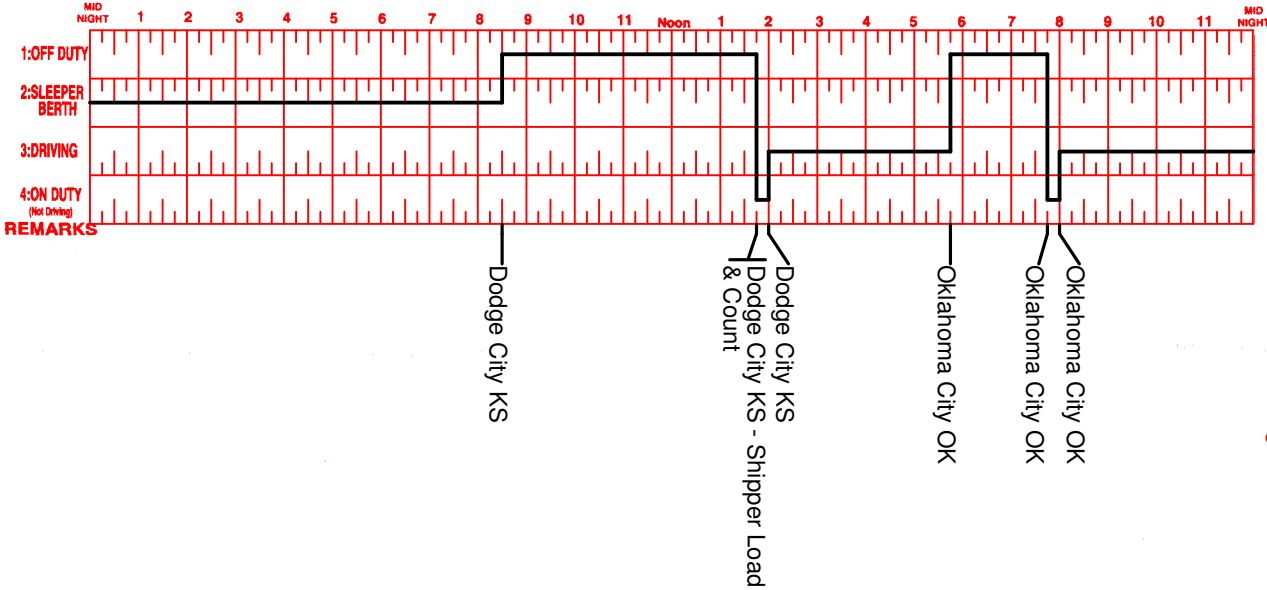 MID NIGHT 1 2 3 4 5 6 7 8 9 10 11 Noon 1 2 3 4 5 6 7 8 9 10 11 MID NIGHT
1:OFF DUTY
2:SLEEPER
BERTH
3:DRIVING
4:ON DUTY
(Not Driving)
REMARKS
Dodge City KS
Dodge City KS - Shipper Load
& Count
Dodge City KS
Oklahoma City OK
Oklahoma City OK
Oklahoma City OK